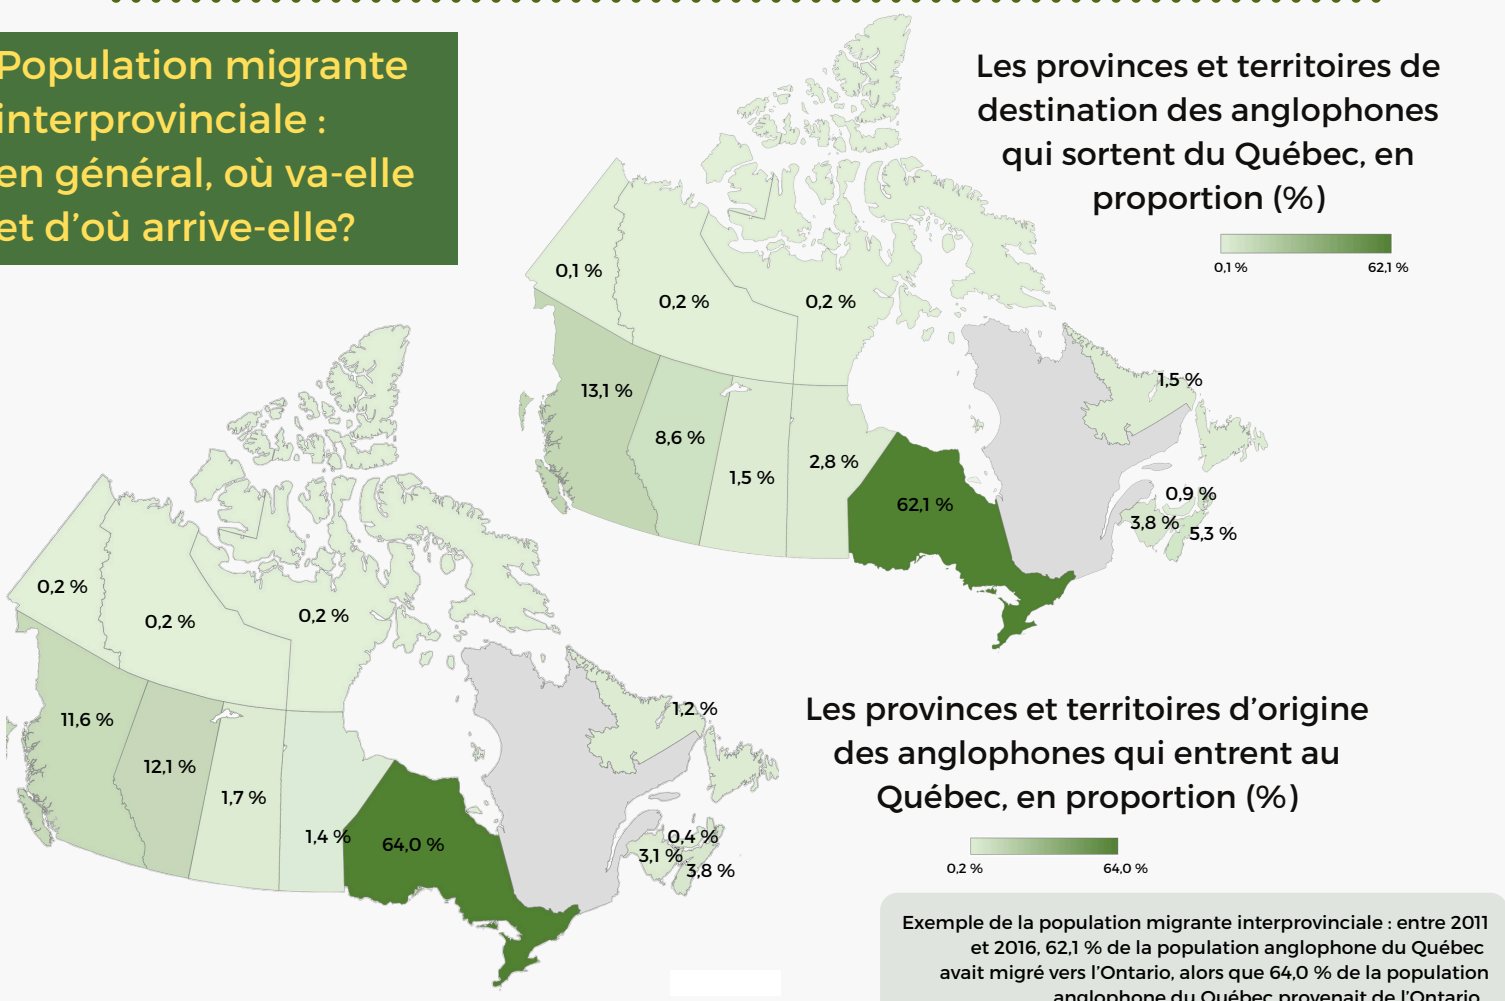 Population migrante
interprovinciale :
en général, où va-elle
et d'où arrive-elle?
Les provinces et territoires de
destination des anglophones
qui sortent du Québec, en
proportion (%)
0,1 %
62,1 %
0,1 %
0,2 %
0,2 %
13,1 %
8,6 %
1,5 %
2,8 %
62,1 %
1,5 %
0,9 %
3,8 %
5,3 %
Les provinces et territoires d'origine
des anglophones qui entrent au
Québec, en proportion (%)
0,2 %
64,0 %
0,2 %
0,2 %
0,2 %
11,6 %
12,1 %
1,7 %
1,4 %
64,0 %
1,2 %
0,4 %
3,1 %
3,8 %
Exemple de la population migrante interprovinciale : entre 2011
et 2016, 62,1 % de la population anglophone du Québec
avait migré vers l'Ontario, alors que 64,0 % de la population
anglophone du Québec provenait de l'Ontario.